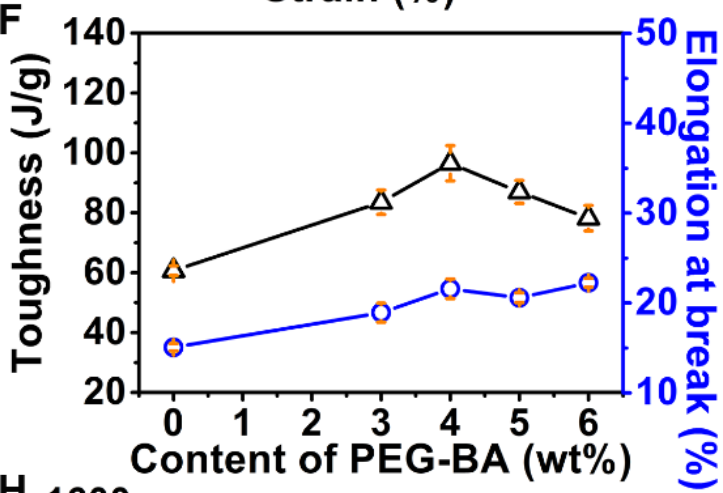 Strain (%)
F
Toughness (J/g)
140
120
100
80
60
40
20
50
40
30
20
10
Elongation at break (%)
0 1 2 3 4 5 6
Content of PEG-BA (wt%)
H